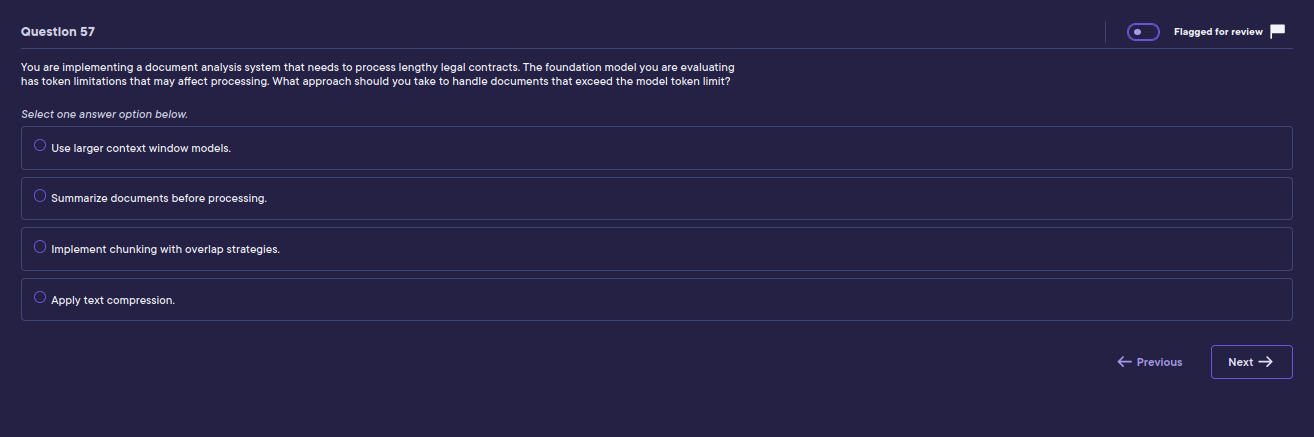 Question 57
Flagged for review
You are implementing a document analysis system that needs to process lengthy legal contracts. The foundation model you are evaluating
has token limitations that may affect processing. What approach should you take to handle documents that exceed the model token limit?
Select one answer option below.
Use larger context window models.
Summarize documents before processing.
Implement chunking with overlap strategies.
Apply text compression.
Previous
Next